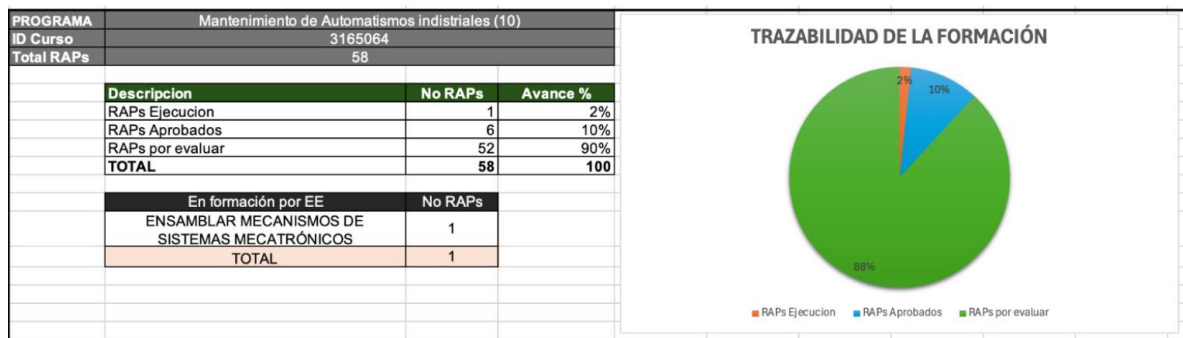 PROGRAMA Mantenimiento de Automatismos indistriales (10)
ID Curso 3165064
Total RAPs 58
Descripcion No RAPs Avance %
RAPs Ejecucion 1 2%
RAPs Aprobados 6 10%
RAPs por evaluar 52 90%
TOTAL 58 100
En formación por EE No RAPs
ENSAMBLAR MECANISMOS DE
SISTEMAS MECATRÓNICOS 1
TOTAL 1
TRAZABILIDAD DE LA FORMACIÓN
2%
10%
88%
RAPs Ejecucion RAPs Aprobados RAPs por evaluar